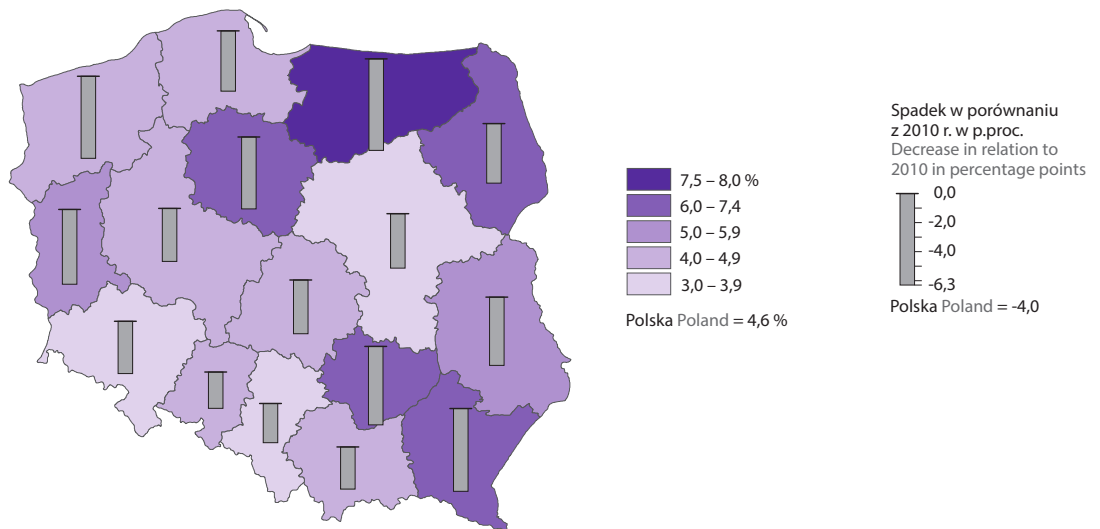 7,5 – 8,0 %
6,0 – 7,4
5,0 – 5,9
4,0 – 4,9
3,0 – 3,9
Polska Poland = 4,6 %
Spadek w porównaniu
z 2010 r. w p.proc.
Decrease in relation to
2010 in percentage points
0,0
-2,0
-4,0
-6,3
Polska Poland = -4,0